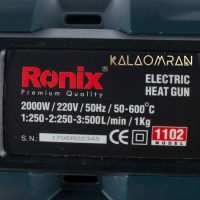 KALAOMRAN
Ronix®
Premium Quality
ELECTRIC
HEAT GUN
2000W / 220V / 50Hz / 50-600°C
1:250-2:250-3:500L/min / 1Kg
S.N: 1706R02348
1102
MODEL